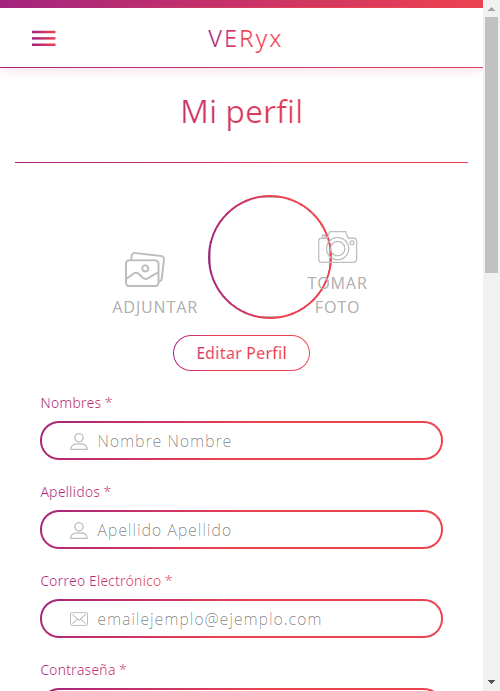 VERyx
Mi perfil
ADJUNTAR
TOMAR
FOTO
Editar Perfil
Nombres *
Nombre Nombre
Apellidos *
Apellido Apellido
Correo Electrónico *
emailejemplo@ejemplo.com
Contraseña *